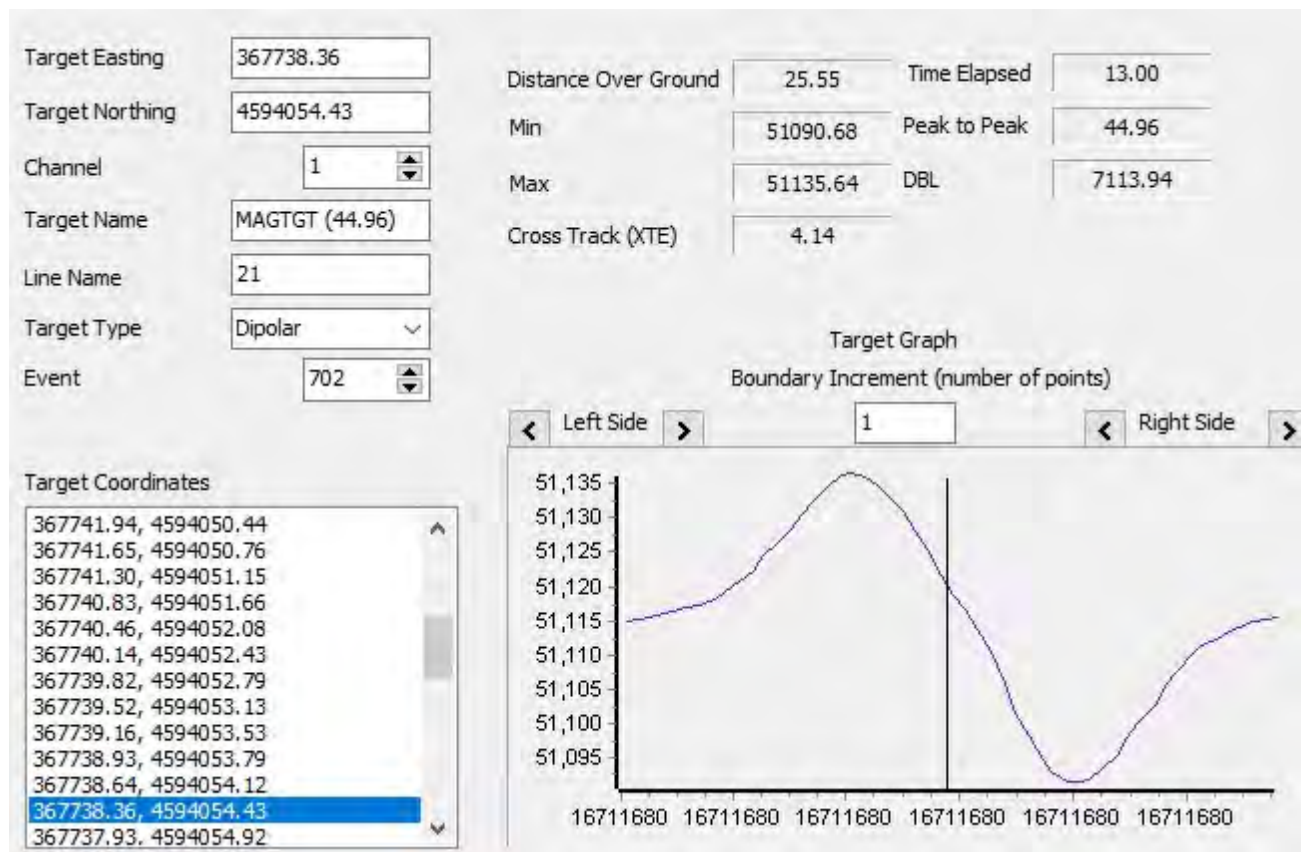 Target Easting 367738.36
Target Northing 4594054.43
Channel 1
Target Name MAGTGT (44.96)
Line Name 21
Target Type Dipolar
Event 702
Distance Over Ground 25.55 Time Elapsed 13.00
Min 51090.68 Peak to Peak 44.96
Max 51135.64 DBL 7113.94
Cross Track (XTE) 4.14
Target Graph
Boundary Increment (number of points)
Left Side 1 Right Side
Target Coordinates
367741.94, 4594050.44
367741.65, 4594050.76
367741.30, 4594051.15
367740.83, 4594051.66
367740.46, 4594052.08
367740.14, 4594052.43
367739.82, 4594052.79
367739.52, 4594053.13
367739.16, 4594053.53
367738.93, 4594053.79
367738.64, 4594054.12
367738.36, 4594054.43
367737.93, 4594054.92
51,135
51,130
51,125
51,120
51,115
51,110
51,105
51,100
51,095
16711680 16711680 16711680 16711680 16711680 16711680